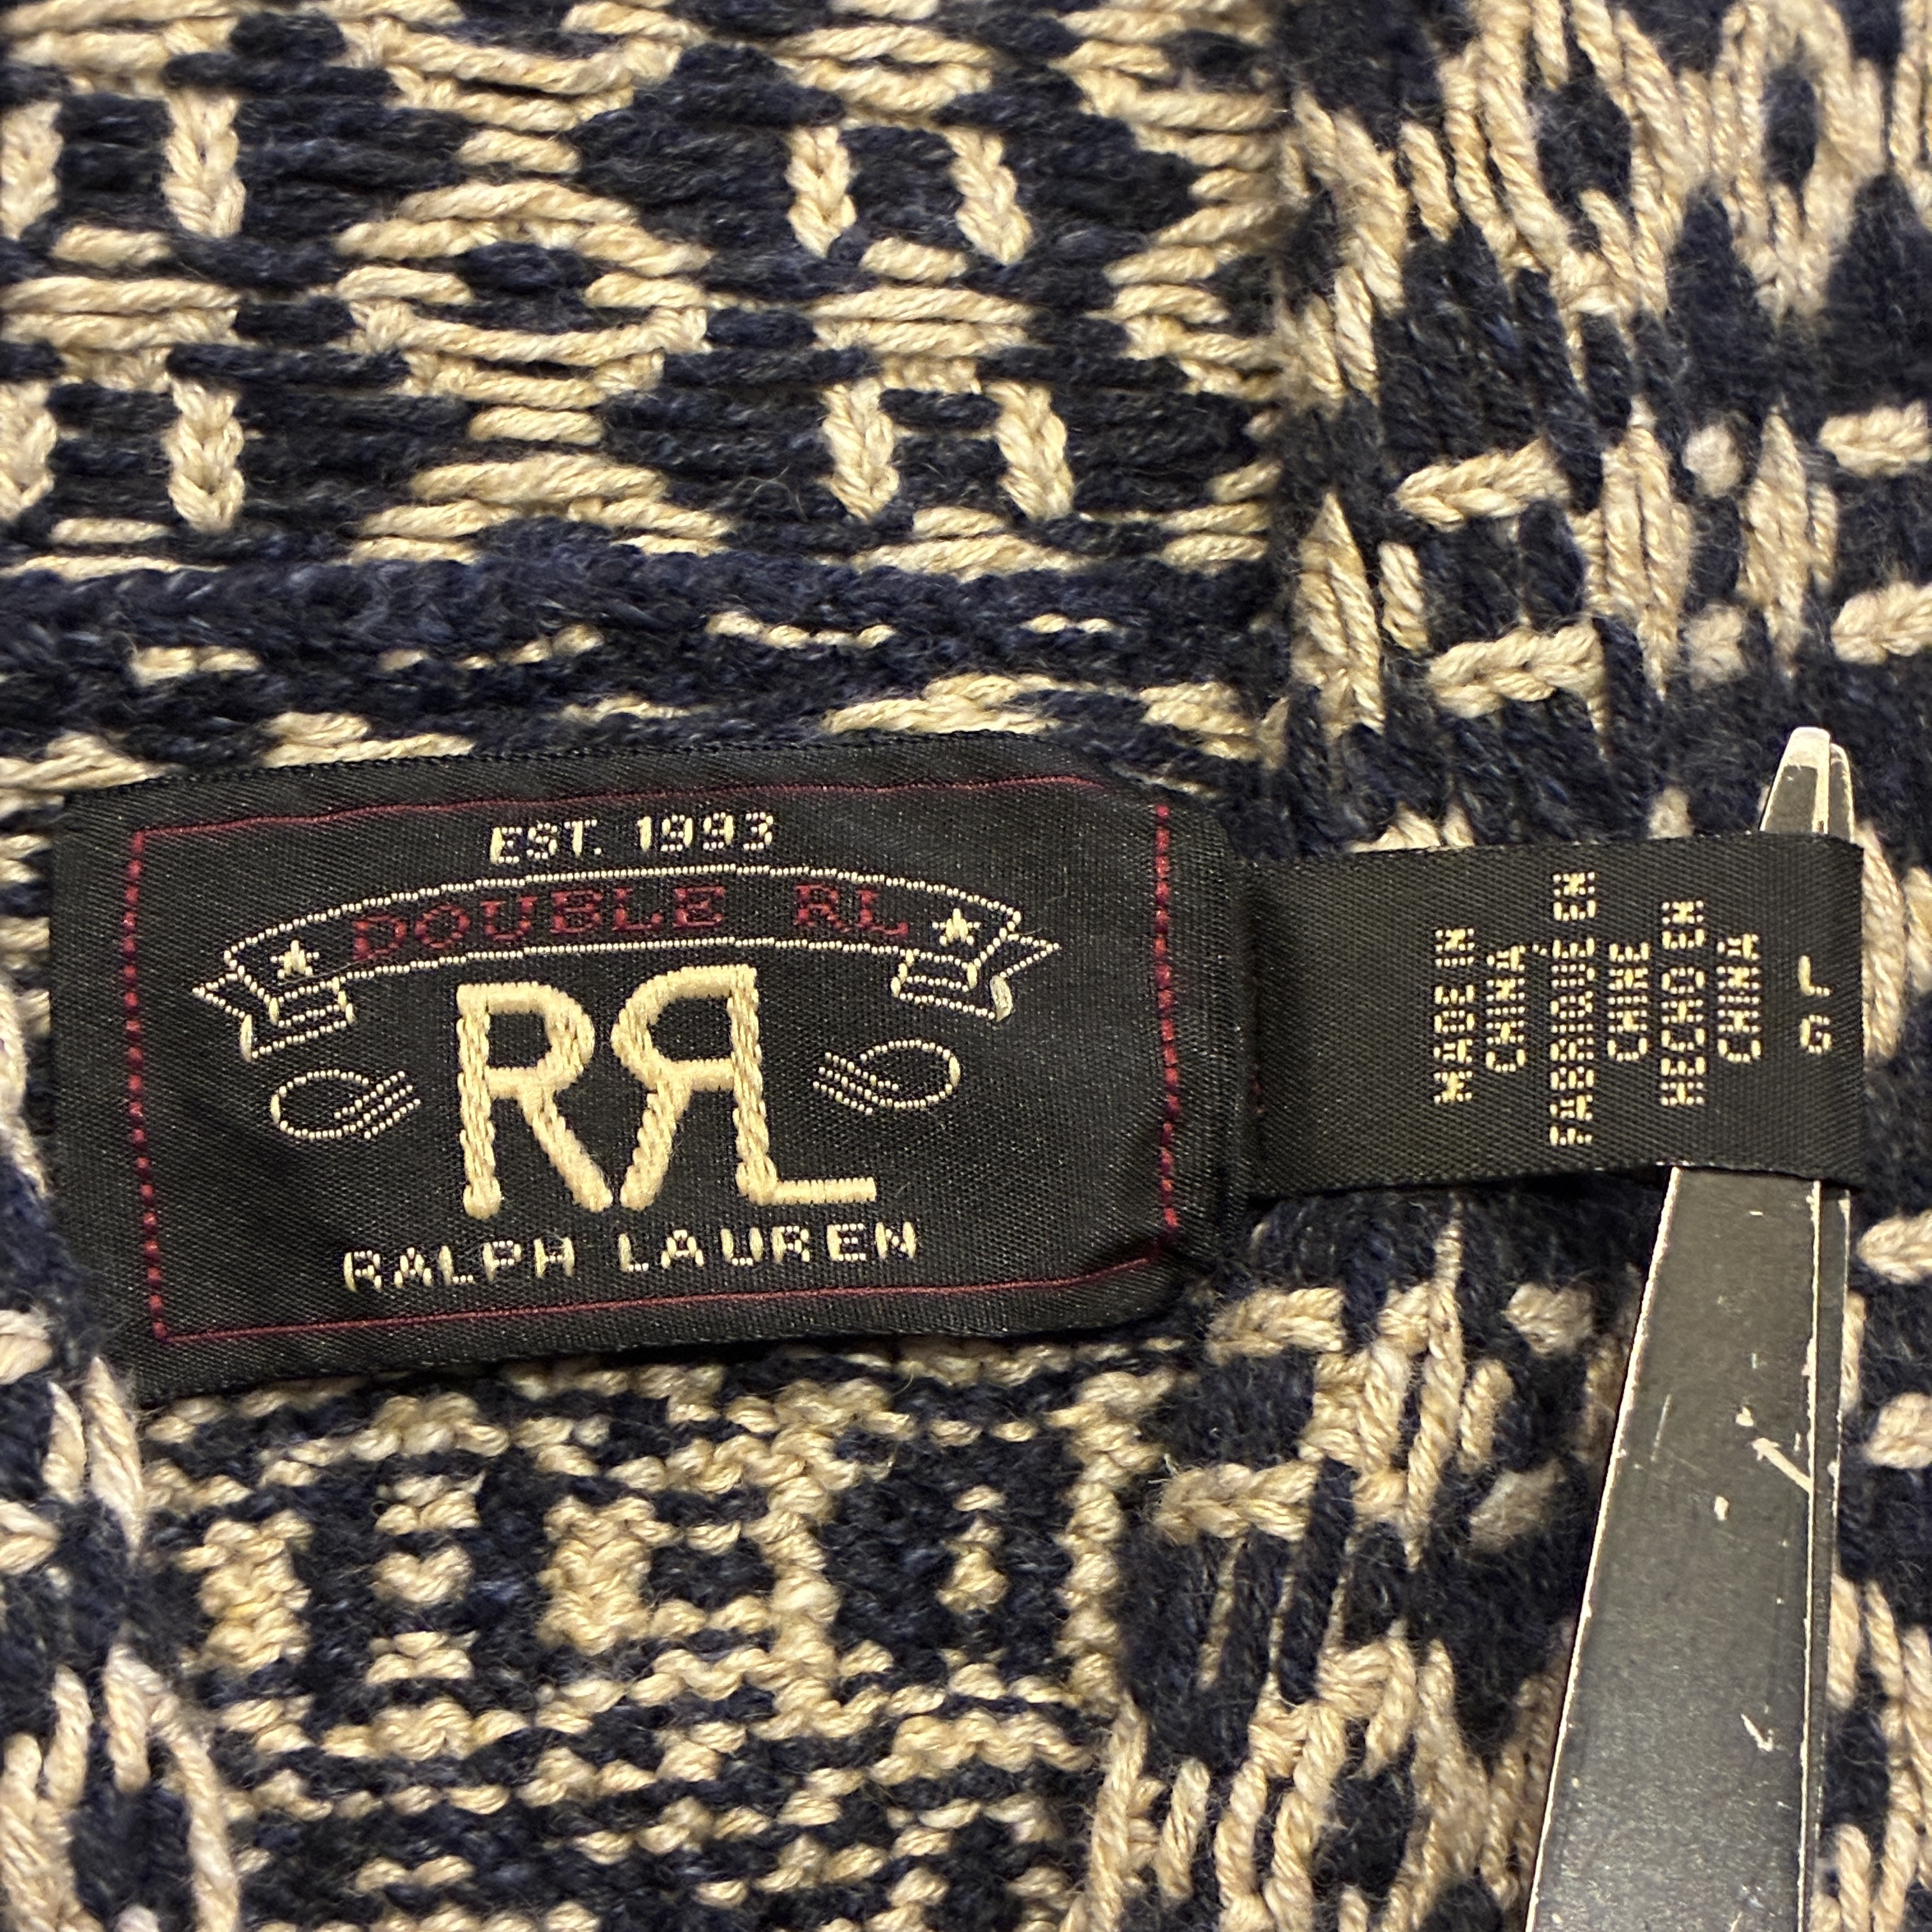 EST. 1993
DOUBLE RL
RRL
RALPH LAUREN
MADE IN
CHINA
FABRIQUÉ EN
CHINE
HECHO EN
CHINA
L
G